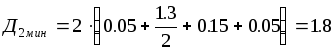 Д₂мин = 2 · (0.05 + 1.3/2 + 0.15 + 0.05) = 1.8